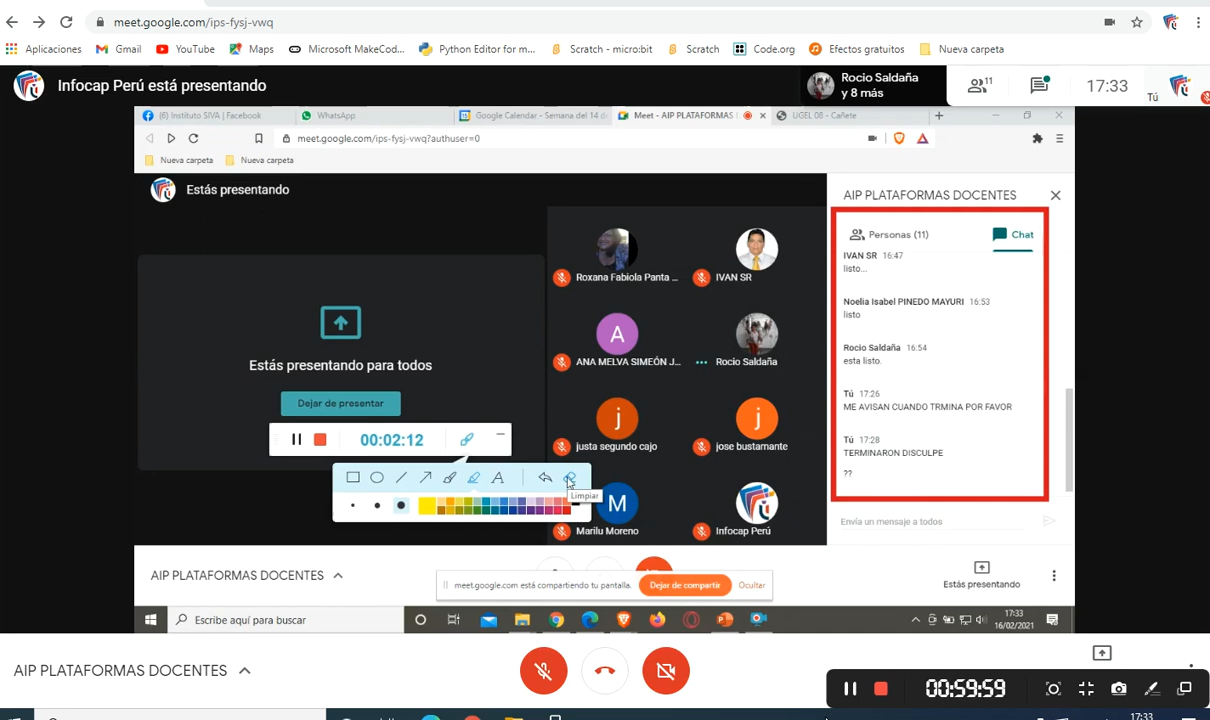 meet.google.com/ips-fysj-vwq
Aplicaciones
Gmail
YouTube
Maps
Microsoft MakeCod...
Python Editor for m...
Scratch - micro:bit
Scratch
Code.org
Efectos gratuitos
Nueva carpeta
Infocap Perú está presentando
Rocio Saldaña
y 8 más
11
17:33
Tú
(6) Instituto SIVA | Facebook
WhatsApp
Google Calendar - Semana del 14 d
Meet - AIP PLATAFORMAS
UGEL 08 - Cañete
meet.google.com/ips-fysj-vwq?authuser=0
Nueva carpeta
Nueva carpeta
Estás presentando
Estás presentando para todos
Dejar de presentar
00:02:12
A
Limpiar
Roxana Fabiola Panta ...
IVAN SR
A
ANA MELVA SIMEÓN J...
Rocio Saldaña
j
justa segundo cajo
j
jose bustamante
M
Marilu Moreno
Infocap Perú
AIP PLATAFORMAS DOCENTES
Personas (11)
Chat
IVAN SR 16:47
listo...
Noelia Isabel PINEDO MAYURI 16:53
listo
Rocio Saldaña 16:54
esta listo.
Tú 17:26
ME AVISAN CUANDO TRMINA POR FAVOR
Tú 17:28
TERMINARON DISCULPE
??
Envía un mensaje a todos
AIP PLATAFORMAS DOCENTES
meet.google.com está compartiendo tu pantalla.
Dejar de compartir
Ocultar
Estás presentando
Escribe aquí para buscar
17:33
16/02/2021
AIP PLATAFORMAS DOCENTES
00:59:59
17:33